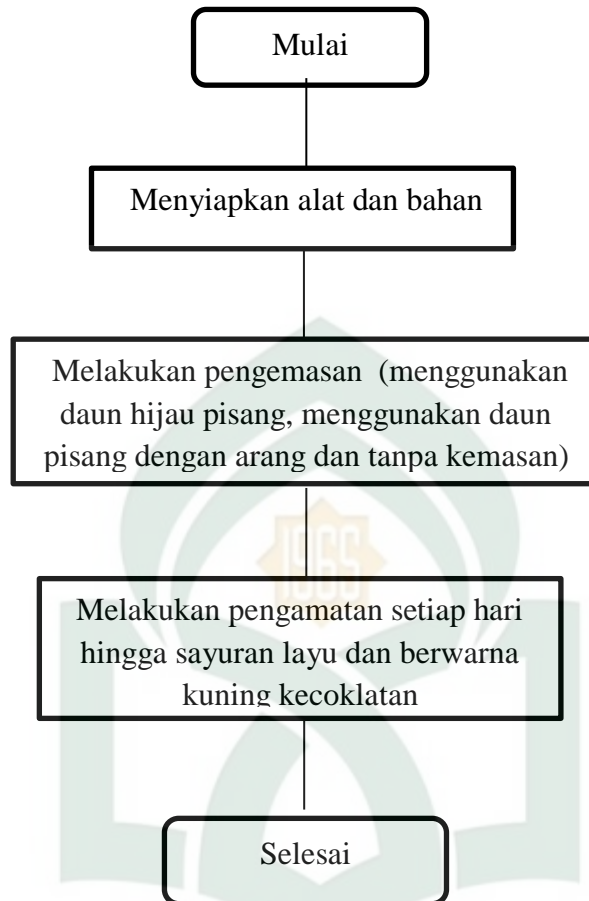 Mulai
Menyiapkan alat dan bahan
Melakukan pengemasan (menggunakan
daun hijau pisang, menggunakan daun
pisang dengan arang dan tanpa kemasan)
1965
Melakukan pengamatan setiap hari
hingga sayuran layu dan berwarna
kuning kecoklatan
Selesai